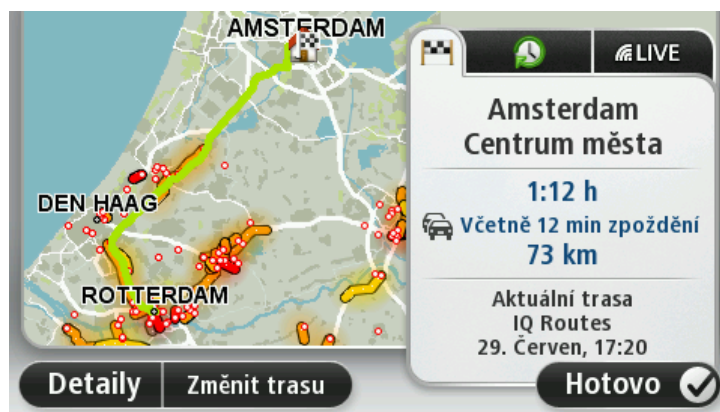 AMSTERDAM
DEN HAAG
ROTTERDAM
LIVE
Amsterdam
Centrum města
1:12 h
Včetně 12 min zpoždění
73 km
Aktuální trasa
IQ Routes
29. Červen, 17:20
Detaily
Změnit trasu
Hotovo